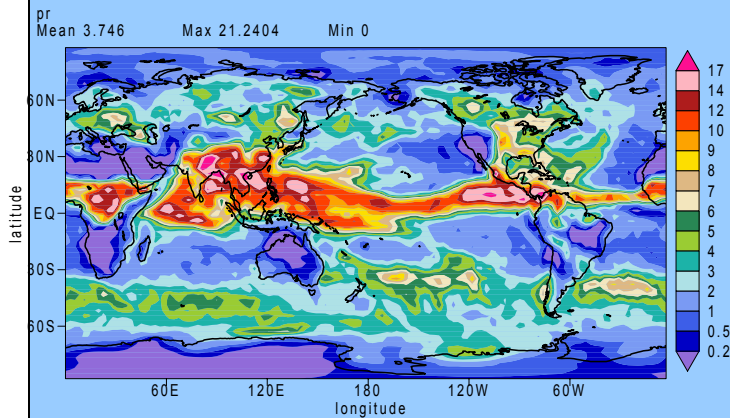 pr
Mean 3.746 Max 21.2404 Min 0
17
14
12
10
9
8
7
6
5
4
3
2
1
0.5
0.2
60N
30N
EQ
30S
60S
latitude
60E 120E 180 120W 60W
longitude